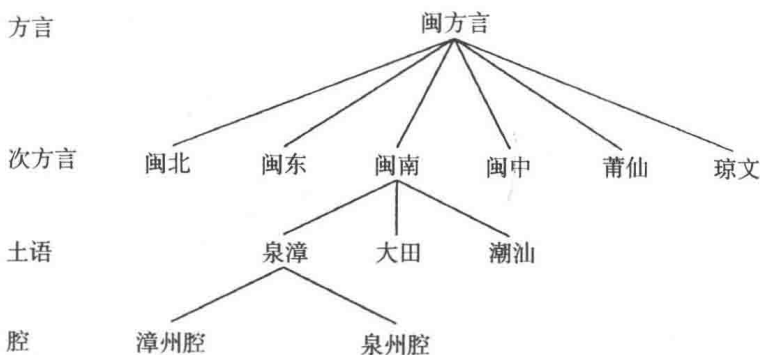 方言 闽方言
次方言 闽北 闽东 闽南 闽中 莆仙 琼文
土语 泉漳 大田 潮汕
腔 漳州腔 泉州腔